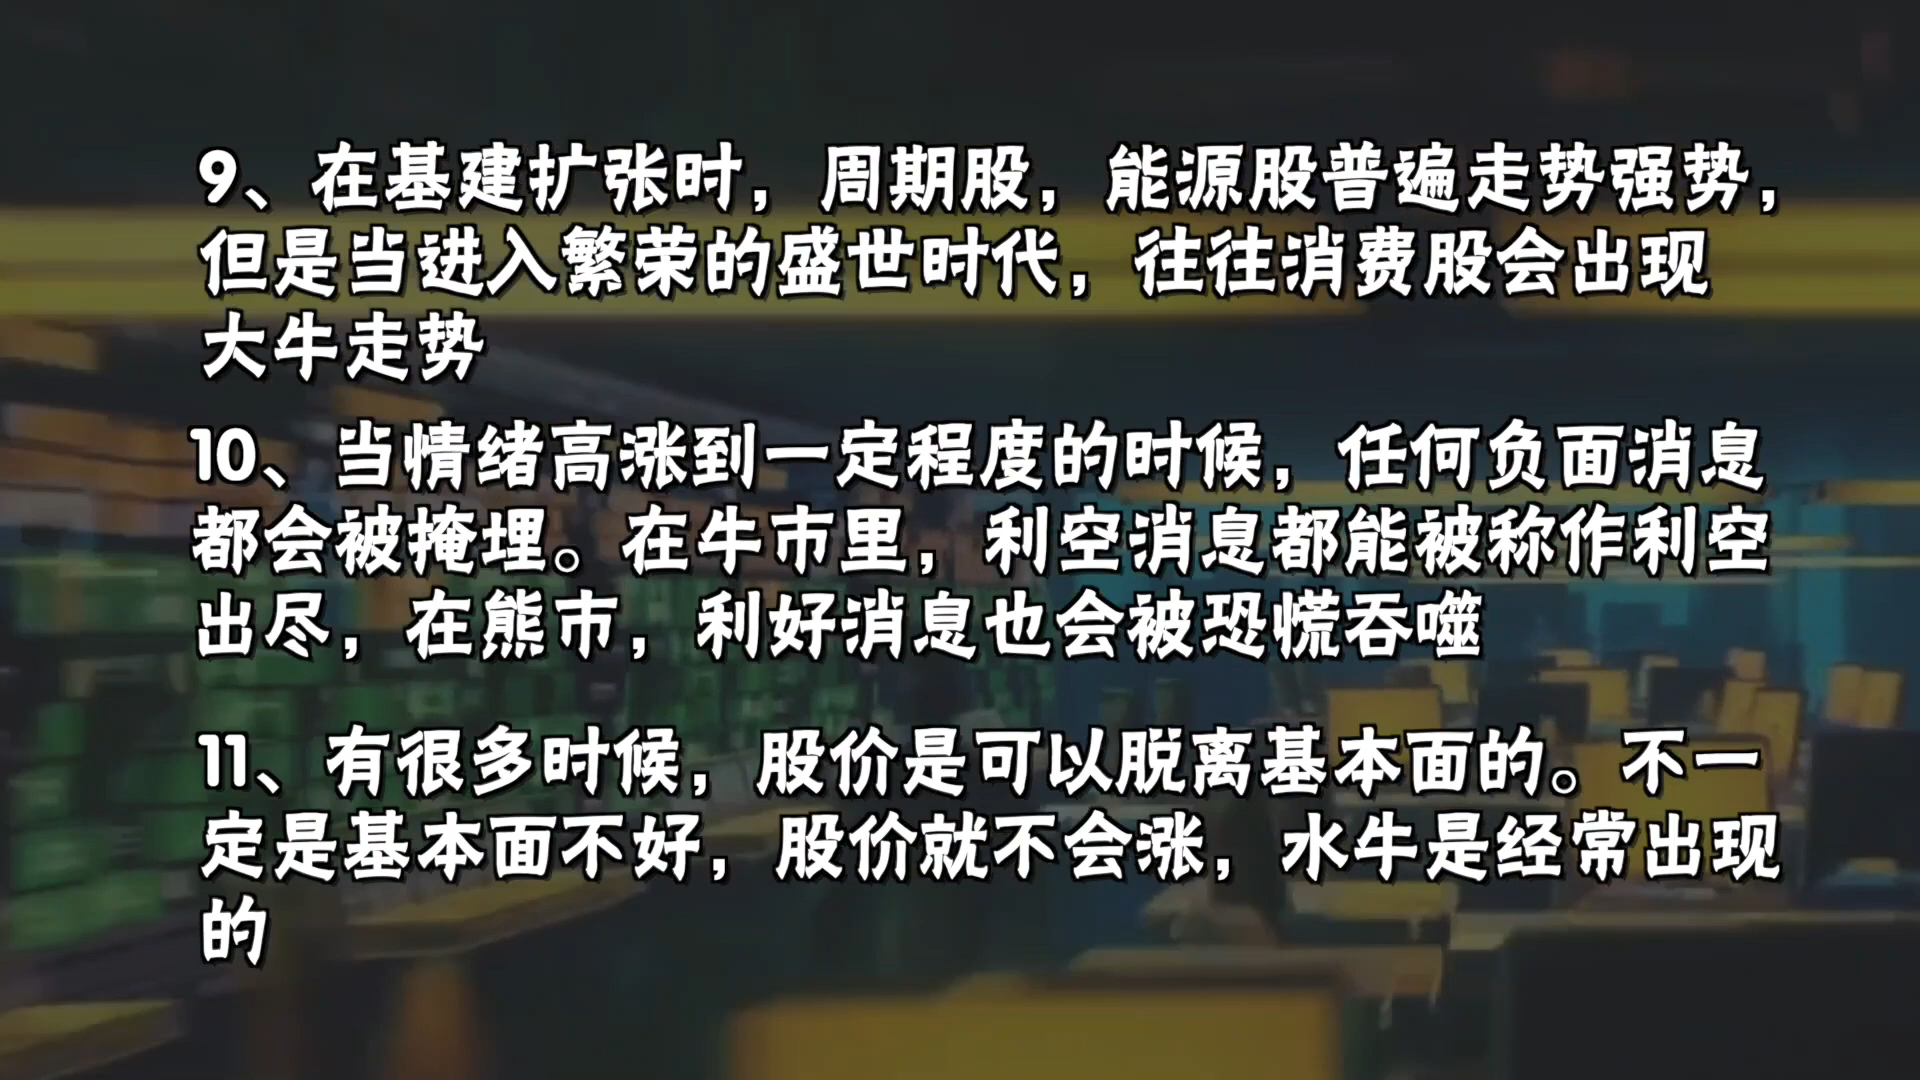 9、在基建扩张时，周期股，能源股普遍走势强势，
但是当进入繁荣的盛世时代，往往消费股会出现
大牛走势
10、当情绪高涨到一定程度的时候，任何负面消息
都会被掩埋。在牛市里，利空消息都能被称作利空
出尽，在熊市，利好消息也会被恐慌吞噬
11、有很多时候，股价是可以脱离基本面的。不一
定是基本面不好，股价就不会涨，水牛是经常出现
的